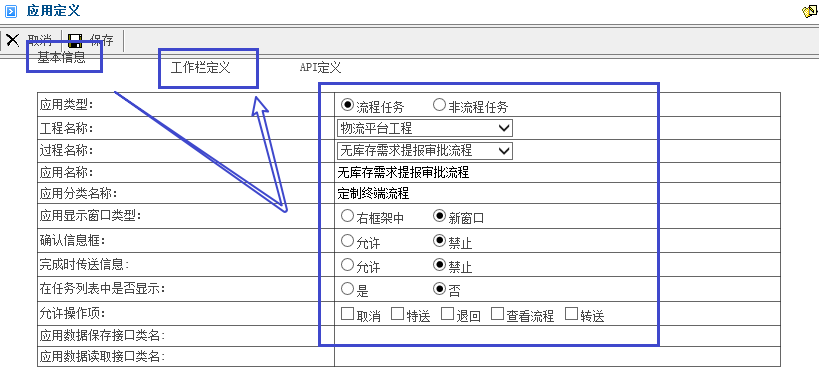 应用定义
取消 保存
基本信息 工作栏定义 API定义
应用类型: 流程任务 非流程任务
工程名称: 物流平台工程
过程名称: 无库存需求提报审批流程
应用名称: 无库存需求提报审批流程
应用分类名称: 定制终端流程
应用显示窗口类型: 右框架中 新窗口
确认信息框: 允许 禁止
完成时传送信息: 允许 禁止
在任务列表中是否显示: 是 否
允许操作项: 取消 特送 退回 查看流程 转送
应用数据保存接口类名:
应用数据读取接口类名: